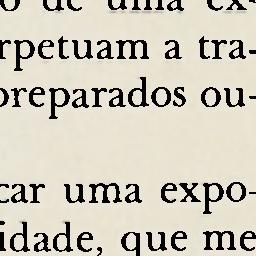 o de uma ex-
rpetuam a tra-
preparados ou-
car uma expo-
idade, que me